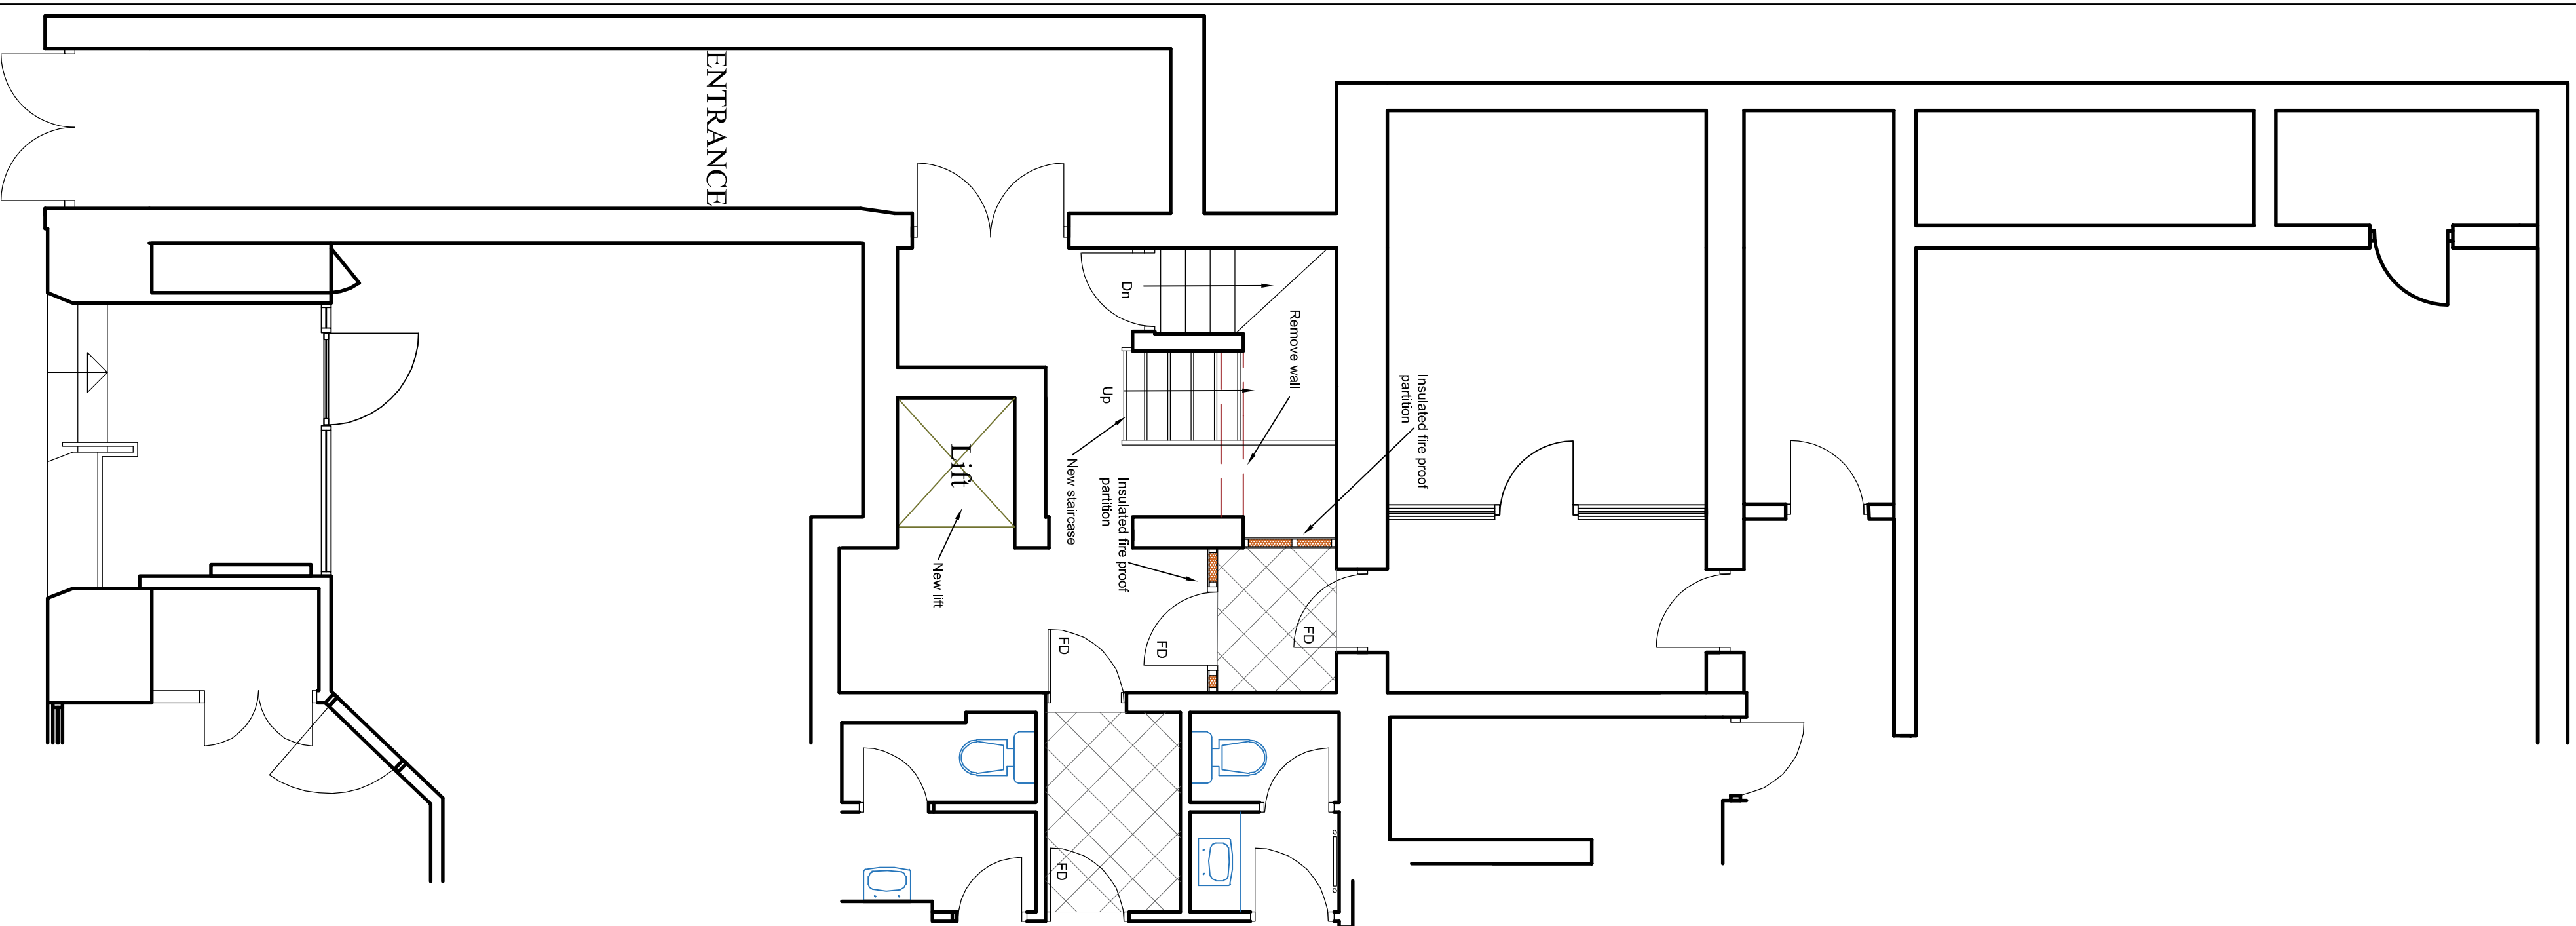 ENTRANCE
Dn
Remove wall
Insulated fire proof
partition
Up
Lift
New staircase
Insulated fire proof
partition
New lift
FD
FD
FD
FD